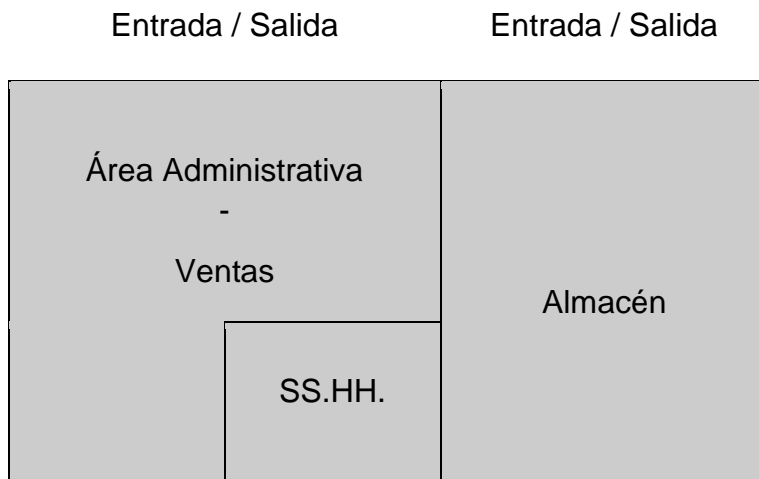 Entrada / Salida
Entrada / Salida
Área Administrativa
-
Ventas
Almacén
SS.HH.